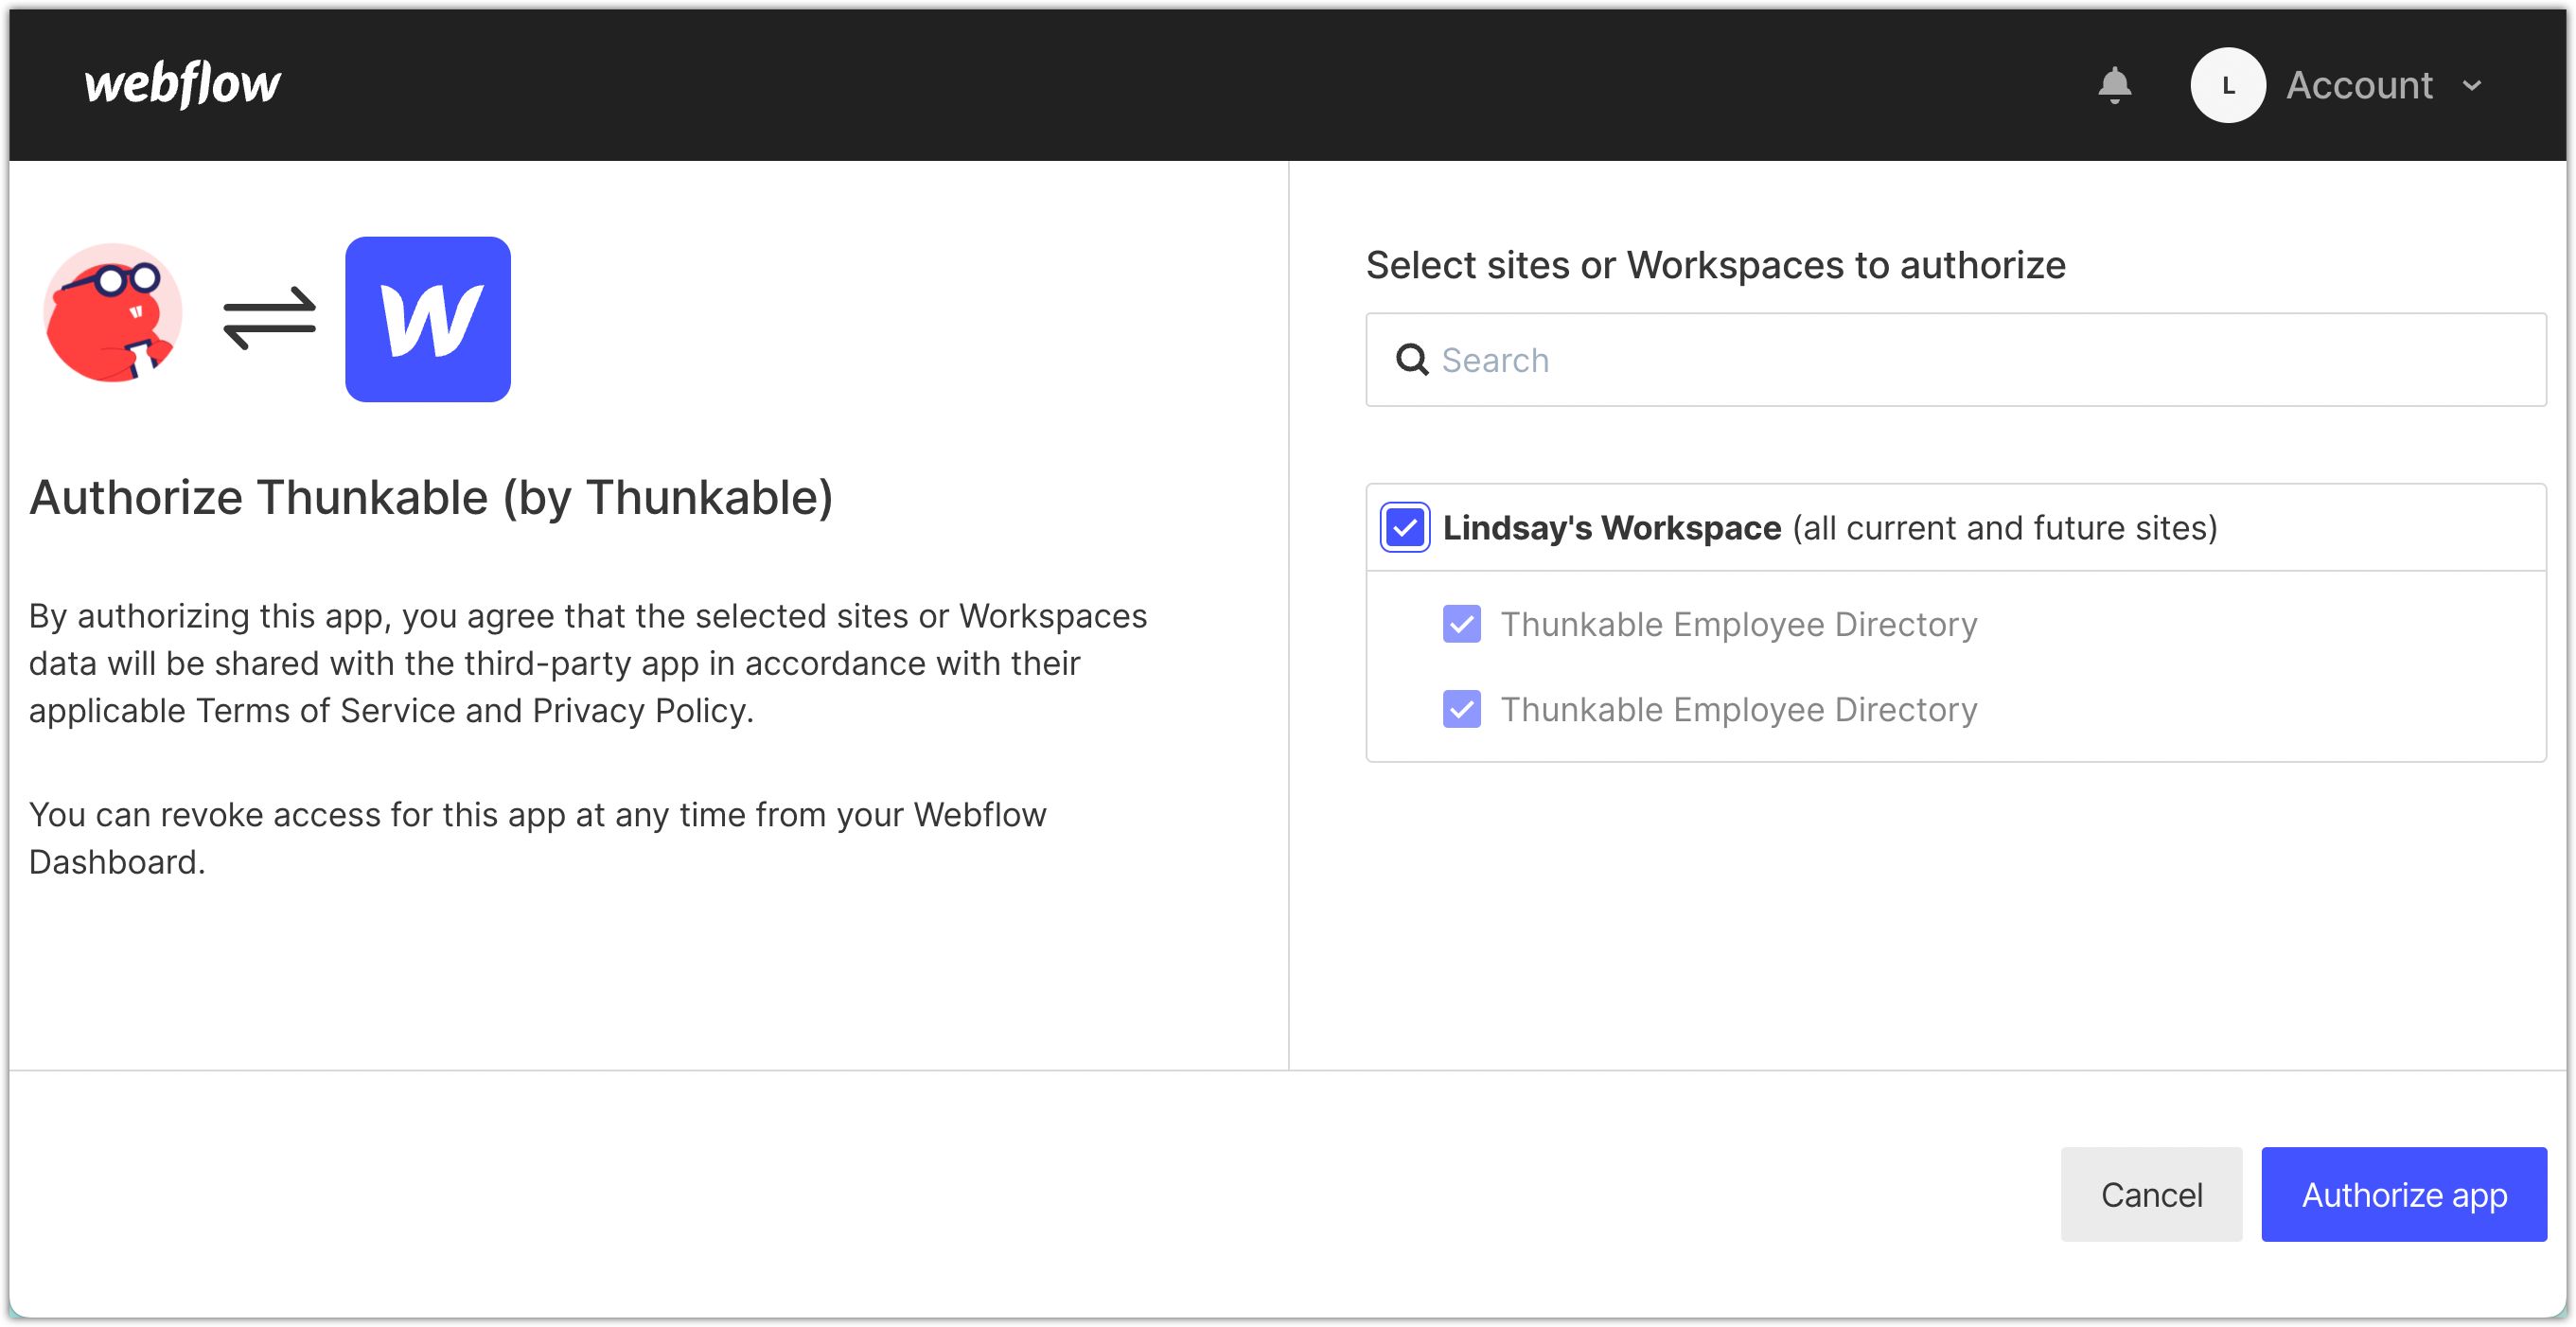 webflow
L Account
Authorize Thunkable (by Thunkable)
By authorizing this app, you agree that the selected sites or Workspaces
data will be shared with the third-party app in accordance with their
applicable Terms of Service and Privacy Policy.
You can revoke access for this app at any time from your Webflow
Dashboard.
Select sites or Workspaces to authorize
Search
Lindsay's Workspace (all current and future sites)
Thunkable Employee Directory
Thunkable Employee Directory
Cancel
Authorize app